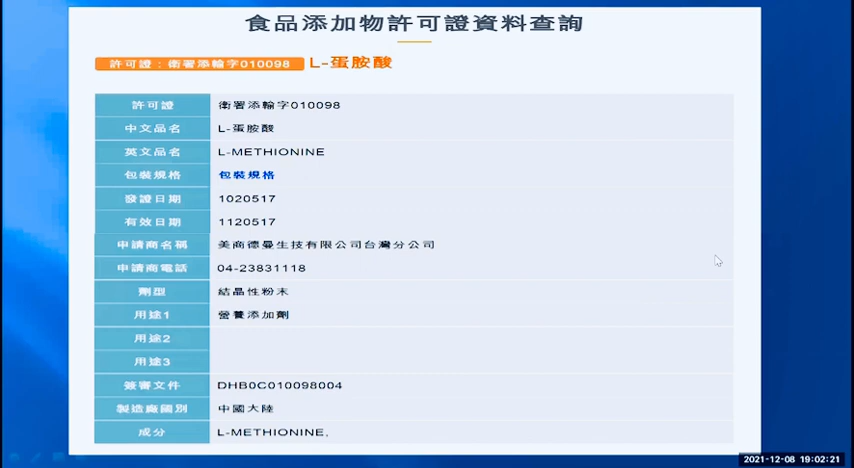 食品添加物許可證資料查詢
許可證：衛署添輸字010098 L-蛋胺酸
許可證 衛署添輸字010098
中文品名 L-蛋胺酸
英文品名 L-METHIONINE
包裝規格 包裝規格
發證日期 1020517
有效日期 1120517
申請商名稱 美商德曼生技有限公司台灣分公司
申請商電話 04-23831118
劑型 結晶性粉末
用途1 營養添加劑
用途2
用途3
簽審文件 DHB0C010098004
製造廠國別 中國大陸
成分 L-METHIONINE,
2021-12-08 19:02:21